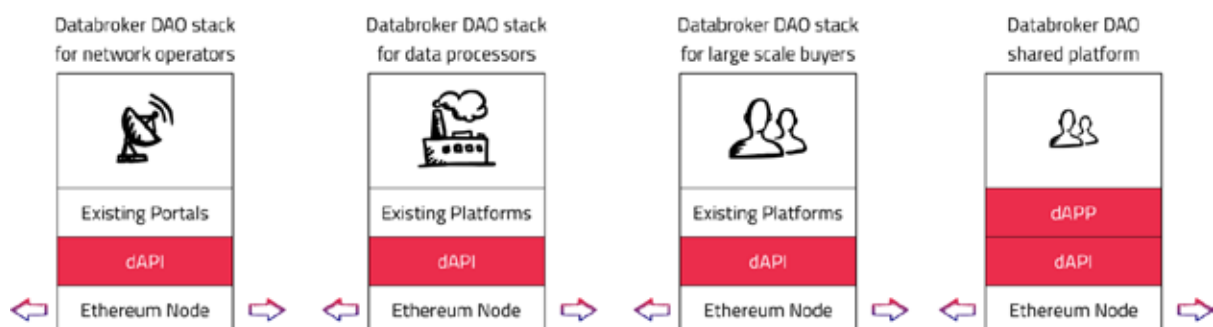 Databroker DAO stack
for network operators
Existing Portals
dAPI
Ethereum Node
Databroker DAO stack
for data processors
Existing Platforms
dAPI
Ethereum Node
Databroker DAO stack
for large scale buyers
Existing Platforms
dAPI
Ethereum Node
Databroker DAO
shared platform
dAPP
dAPI
Ethereum Node